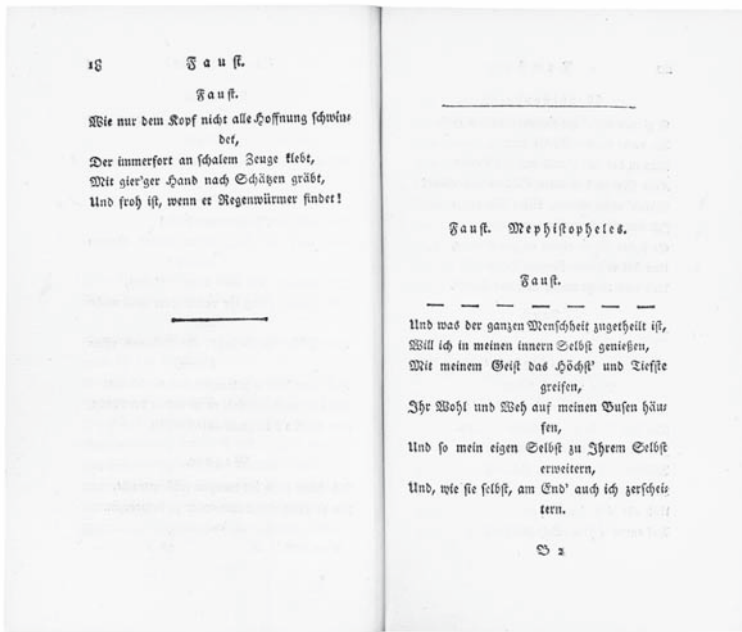 18 Faust.
Faust.
Wie nur dem Kopf nicht alle Hoffnung schwin-
det,
Der immerfort an schalem Zeuge klebt,
Mit gier'ger Hand nach Schätzen gräbt,
Und froh ist, wenn er Regenwürmer findet!
Faust. Mephistopheles.
Faust.
— — — — — —
Und was der ganzen Menschheit zugetheilt ist,
Will ich in meinen innern Selbst genießen,
Mit meinem Geist das Höchst' und Tiefste
greifen,
Ihr Wohl und Weh auf meinen Busen häu-
fen,
Und so mein eigen Selbst zu Ihrem Selbst
erweitern,
Und, wie sie selbst, am End' auch ich zerschei-
tern.
B 2